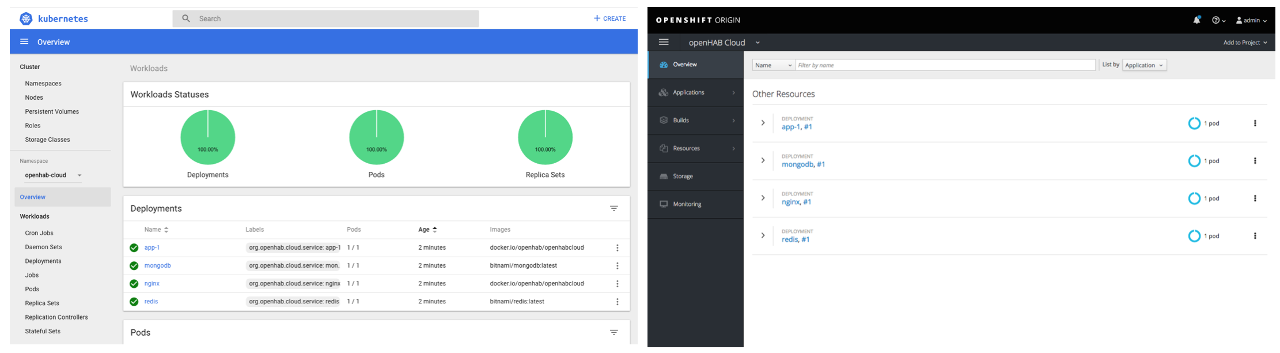 kubernetes
Search
+ CREATE
Overview
Cluster
Namespaces
Nodes
Persistent Volumes
Roles
Storage Classes
Namespace
openhab-cloud
Overview
Workloads
Cron Jobs
Daemon Sets
Deployments
Jobs
Pods
Replica Sets
Replication Controllers
Stateful Sets
Workloads
Workloads Statuses
100.00% 100.00% 100.00%
Deployments Pods Replica Sets
Deployments
Name Labels Pods Age Images
app-1 org.openhab.cloud.service: app-1 1 / 1 2 minutes docker.io/openhab/openhabcloud
mongodb org.openhab.cloud.service: mon. 1 / 1 2 minutes bitnami/mongodb:latest
nginx org.openhab.cloud.service: nginx 1 / 1 2 minutes docker.io/openhab/openhabcloud
redis org.openhab.cloud.service: redis 1 / 1 2 minutes bitnami/redis:latest
Pods
OPENSHIFT ORIGIN
admin
openHAB Cloud
Add to Project
Overview
Applications
Builds
Resources
Storage
Monitoring
Name Filter by name List by Application
Other Resources
DEPLOYMENT
app-1, #1 1 pod
DEPLOYMENT
mongodb, #1 1 pod
DEPLOYMENT
nginx, #1 1 pod
DEPLOYMENT
redis, #1 1 pod